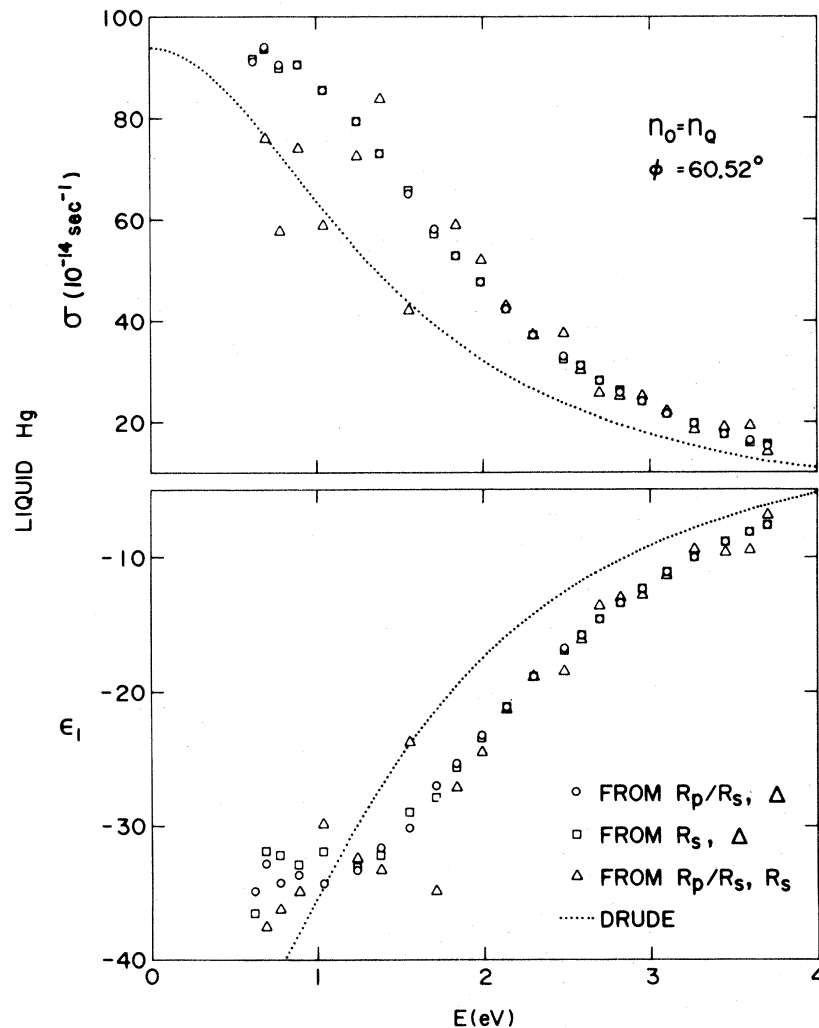 LIQUID Hg
σ (10⁻¹⁴ sec⁻¹)
100
80
60
40
20
n₀ = n_Q
ϕ = 60.52°
ϵ₁
-10
-20
-30
-40
○ FROM Rp/Rs, Δ
□ FROM Rs, Δ
△ FROM Rp/Rs, Rs
........ DRUDE
0
1
2
3
4
E(eV)